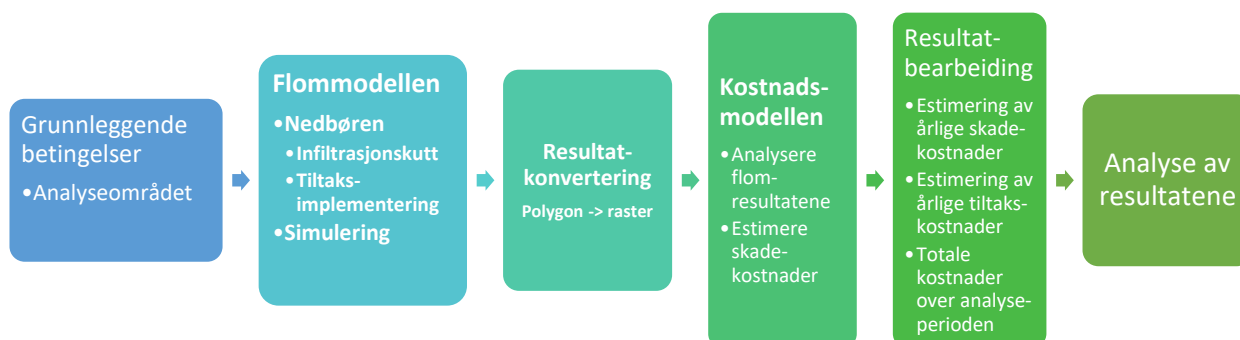 Grunnleggende
betingelser
•Analyseområdet
Flommodellen
•Nedbøren
•Infiltrasjonskutt
•Tiltaks-
implementering
•Simulering
Resultat-
konvertering
Polygon -> raster
Kostnads-
modellen
•Analysere
flom-
resultatene
•Estimere
skade-
kostnader
Resultat-
bearbeiding
•Estimering av
årlige skade-
kostnader
•Estimering av
årlige tiltaks-
kostnader
•Totale
kostnader
over analyse-
perioden
Analyse av
resultatene